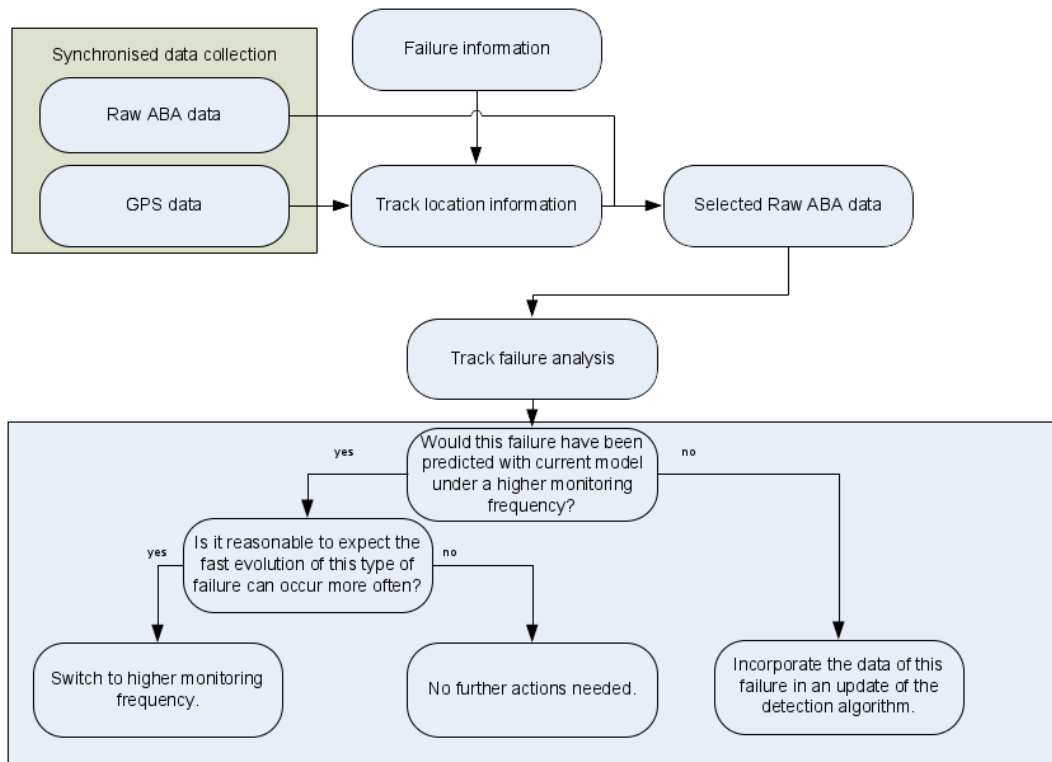 Synchronised data collection
Failure information
Raw ABA data
GPS data
Track location information
Selected Raw ABA data
Track failure analysis
Would this failure have been
predicted with current model
under a higher monitoring
frequency?
yes
no
Is it reasonable to expect the
fast evolution of this type of
failure can occur more often?
yes
no
Switch to higher monitoring
frequency.
No further actions needed.
Incorporate the data of this
failure in an update of the
detection algorithm.